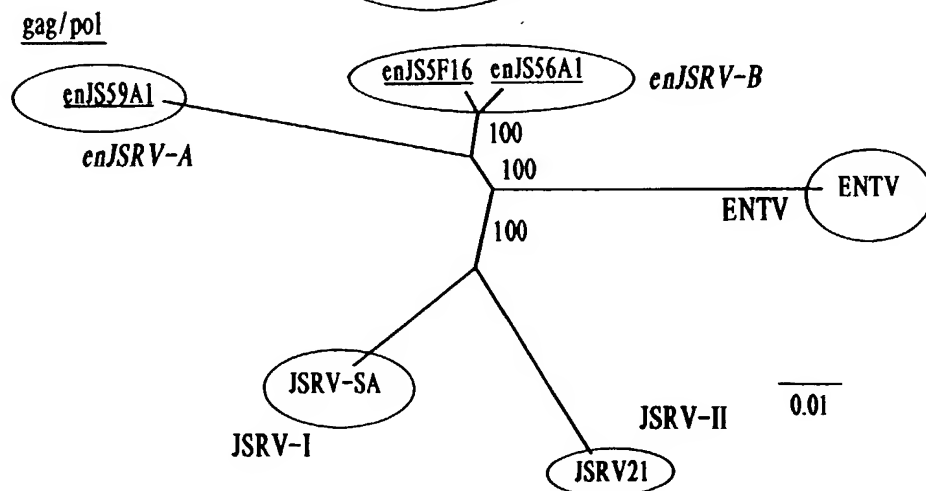 gag/pol
enJS5F16 enJS56A1
enJSRV-B
enJS59A1
enJSRV-A
100
100
ENTV
ENTV
100
JSRV-SA
JSRV-I
0.01
JSRV-II
JSRV21